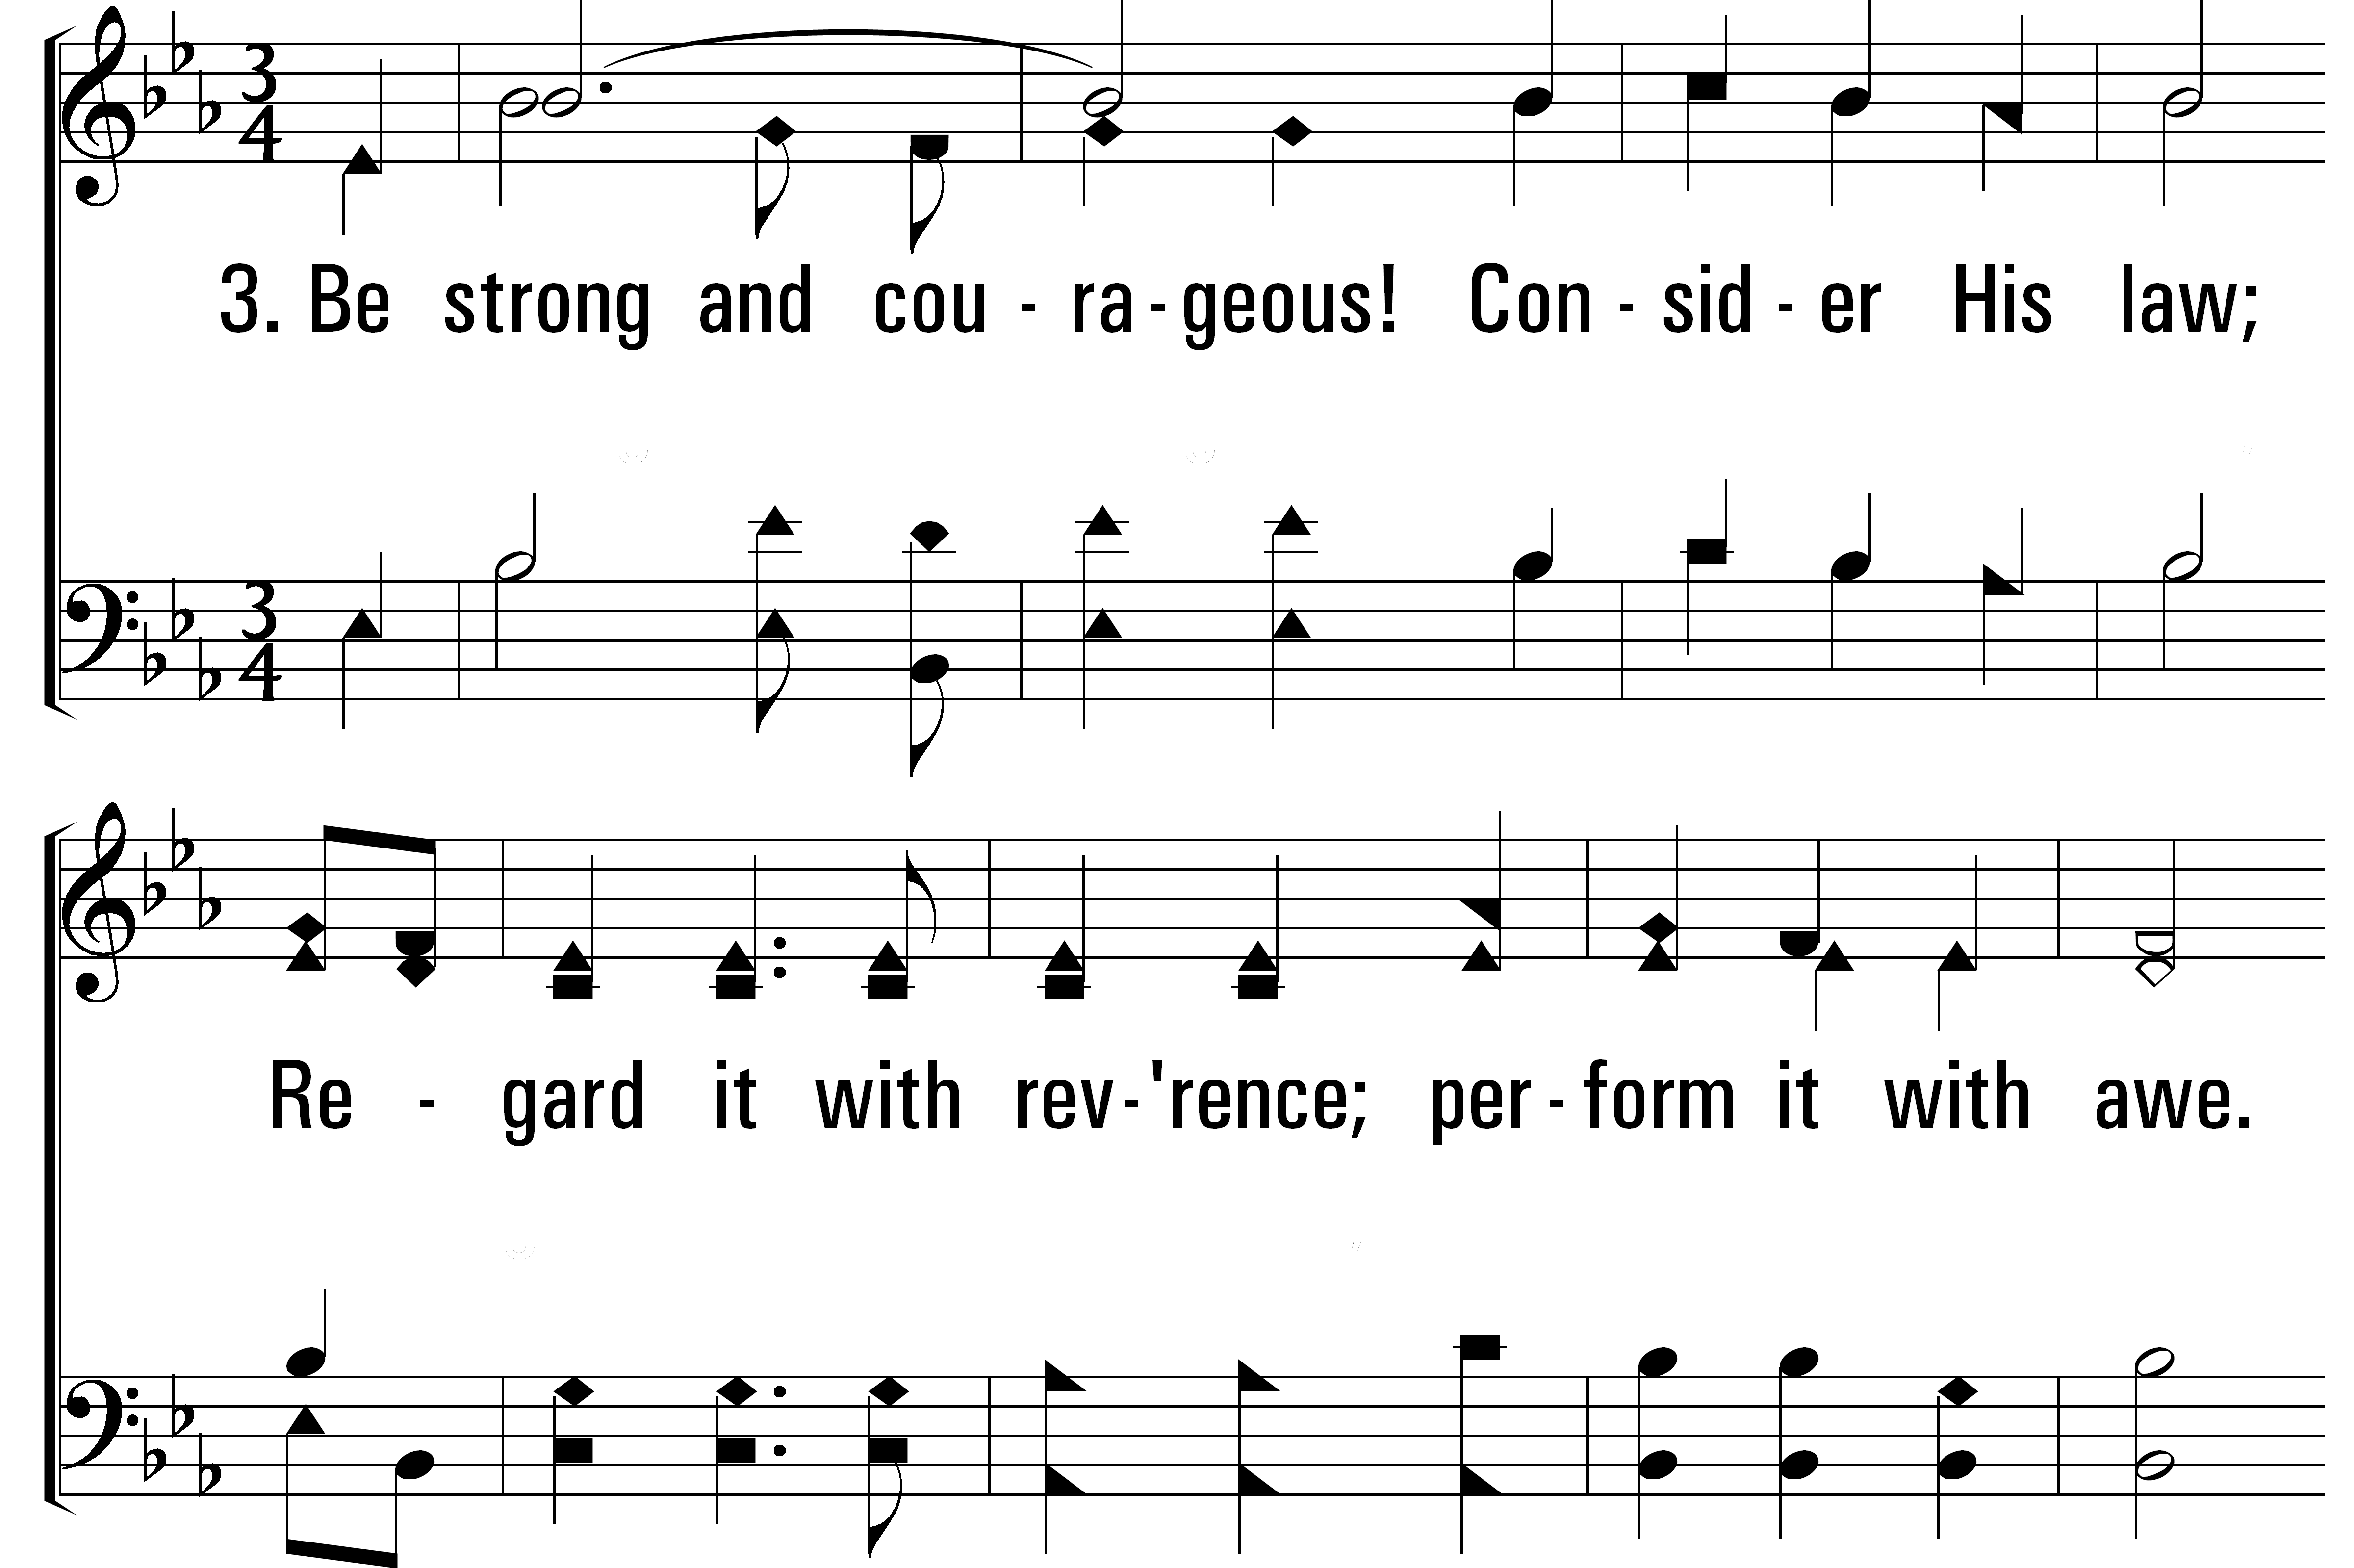 3. Be strong and cou - ra - geous! Con - sid - er His law;
Re - gard it with rev-'rence; per - form it with awe.